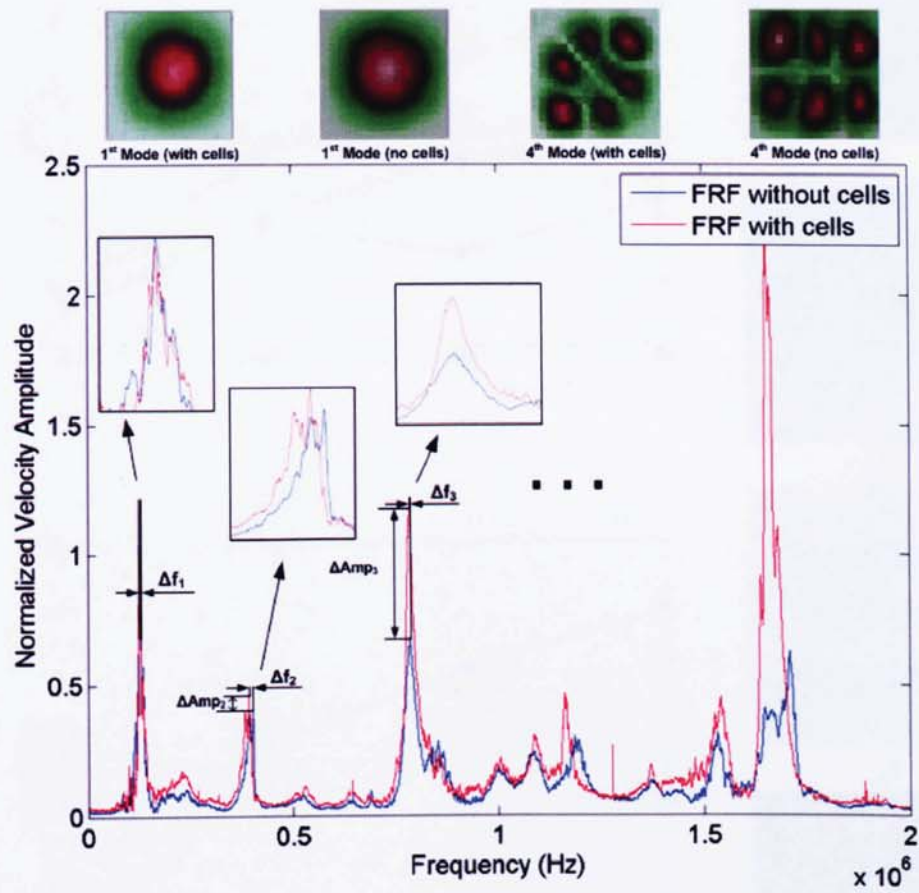 1st Mode (with cells)
1st Mode (no cells)
4th Mode (with cells)
4th Mode (no cells)
2.5
2
1.5
1
0.5
0
Normalized Velocity Amplitude
FRF without cells
FRF with cells
Δf1
Δf2
ΔAmp2
Δf3
ΔAmp3
0
0.5
1
1.5
2
Frequency (Hz)
x 10^6